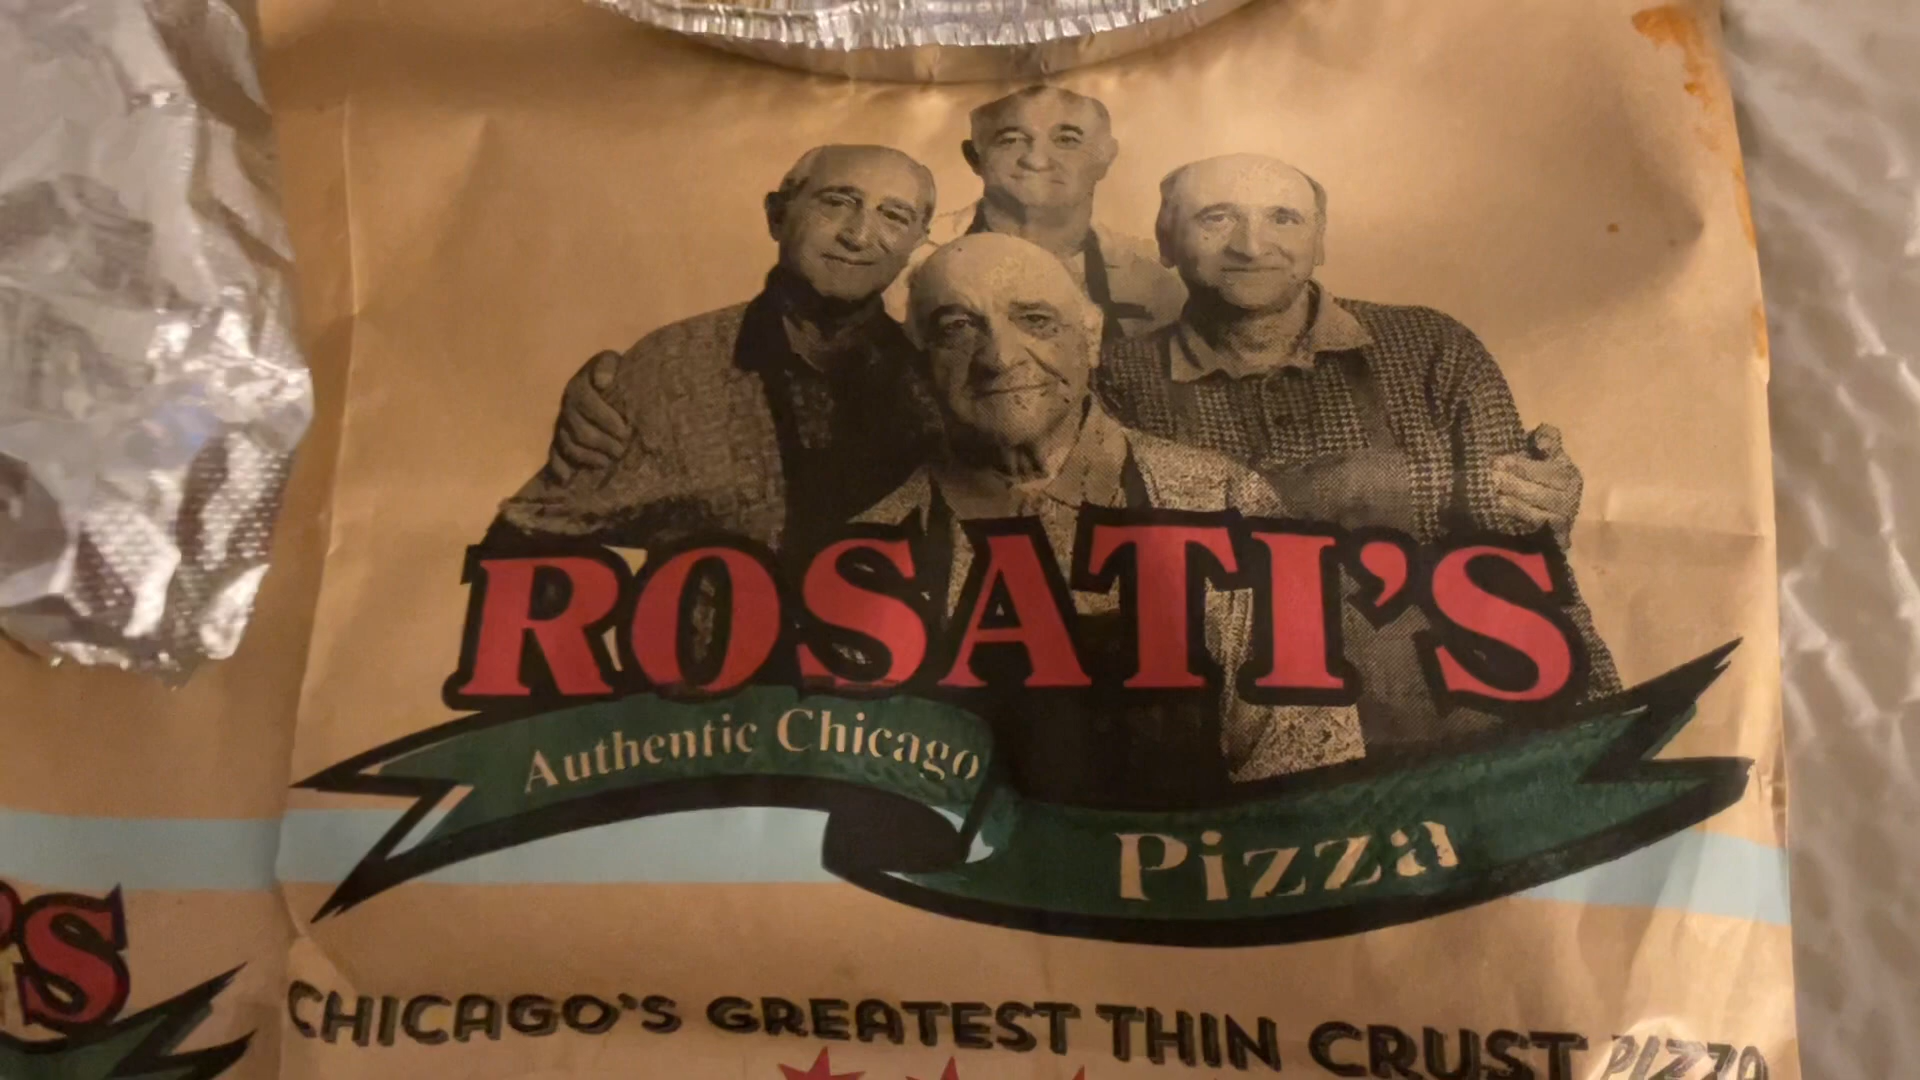 ROSATI'S
Authentic Chicago
Pizza
'S
CHICAGO'S GREATEST THIN CRUST PIZZA